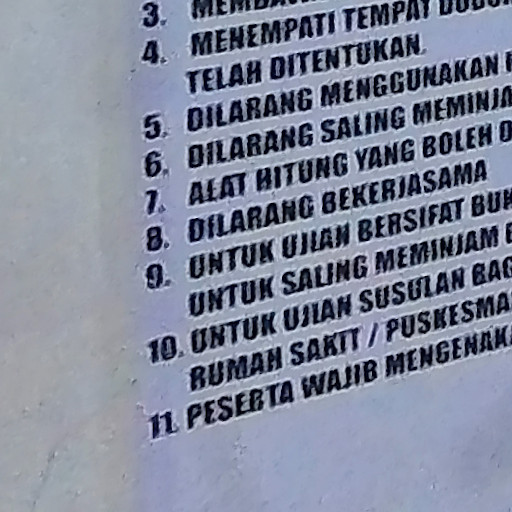 3.
4. MENEMPATI TEMPAT
TELAH DITENTUKAN.
5. DILARANG MENGGUNAKAN
6. DILARANG SALING
7. ALAT HITUNG YANG BOLEH
8. DILARANG BEKERJASAMA
9. UNTUK UJIAN BERSIFAT
UNTUK SALING MEMINJAM
10. UNTUK UJIAN SUSULAN
RUMAH SAKIT /
11. PESERTA WAJIB